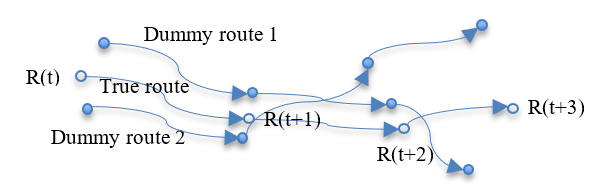 Dummy route 1
R(t)
True route
R(t+1)
R(t+3)
Dummy route 2
R(t+2)